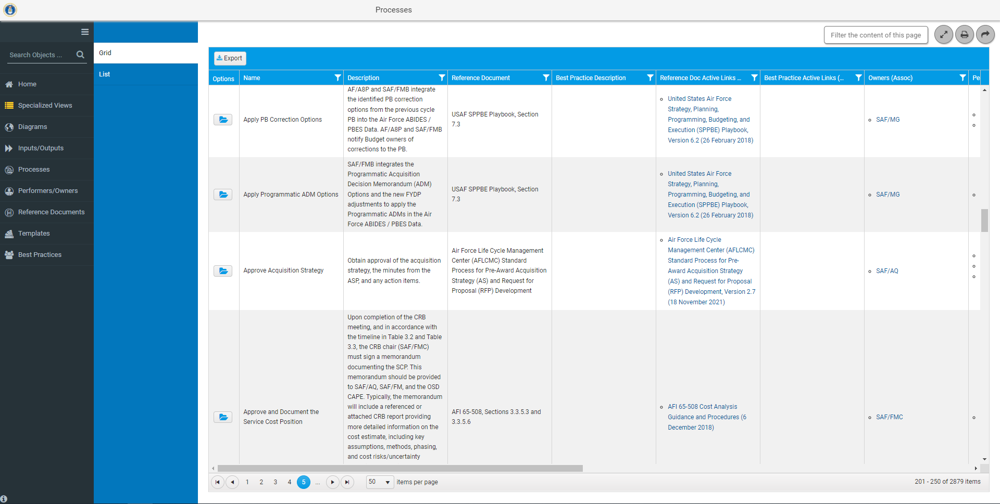 Processes
Filter the content of this page
Search Objects ...
Home
Specialized Views
Diagrams
Inputs/Outputs
Processes
Performers/Owners
Reference Documents
Templates
Best Practices
Grid
List
Export
Options
Name
Description
Reference Document
Best Practice Description
Reference Doc Active Links ...
Best Practice Active Links (...
Owners (Assoc)
Pe
Apply PB Correction Options
AF/A8P and SAF/FMB integrate
the identified PB correction
options from the previous cycle
PB into the Air Force ABIDES /
PBES Data. AF/A8P and SAF/FMB
notify Budget owners of
corrections to the PB.
USAF SPPBE Playbook, Section
7.3
United States Air Force
Strategy, Planning,
Programming, Budgeting, and
Execution (SPPBE) Playbook,
Version 6.2 (26 February 2018)
SAF/MG
Apply Programmatic ADM Options
SAF/FMB integrates the
Programmatic Acquisition
Decision Memorandum (ADM)
Options and the new FYDP
adjustments to apply the
Programmatic ADMs in the Air
Force ABIDES / PBES Data.
USAF SPPBE Playbook, Section
7.3
United States Air Force
Strategy, Planning,
Programming, Budgeting, and
Execution (SPPBE) Playbook,
Version 6.2 (26 February 2018)
SAF/MG
Approve Acquisition Strategy
Obtain approval of the acquisition
strategy, the minutes from the
ASP, and any action items.
Air Force Life Cycle Management
Center (AFLCMC) Standard
Process for Pre-Award Acquisition
Strategy (AS) and Request for
Proposal (RFP) Development
Air Force Life Cycle
Management Center (AFLCMC)
Standard Process for Pre-
Award Acquisition Strategy
(AS) and Request for Proposal
(RFP) Development, Version 2.7
(18 November 2021)
SAF/AQ
Approve and Document the
Service Cost Position
Upon completion of the CRB
meeting, and in accordance with
the timeline in Table 3.2 and Table
3.3, the CRB chair (SAF/FMC)
must sign a memorandum
documenting the SCP. This
memorandum should be provided
to SAF/AQ, SAF/FM, and the OSD
CAPE. Typically, the memorandum
will include a referenced or
attached CRB report providing
more detailed information on the
cost estimate, including key
assumptions, methods, phasing,
and cost risks/uncertainty
AFI 65-508, Sections 3.3.5.3 and
3.3.5.6
AFI 65-508 Cost Analysis
Guidance and Procedures (6
December 2018)
SAF/FMC
1 2 3 4 5 ... 50 items per page
201 - 250 of 2879 items